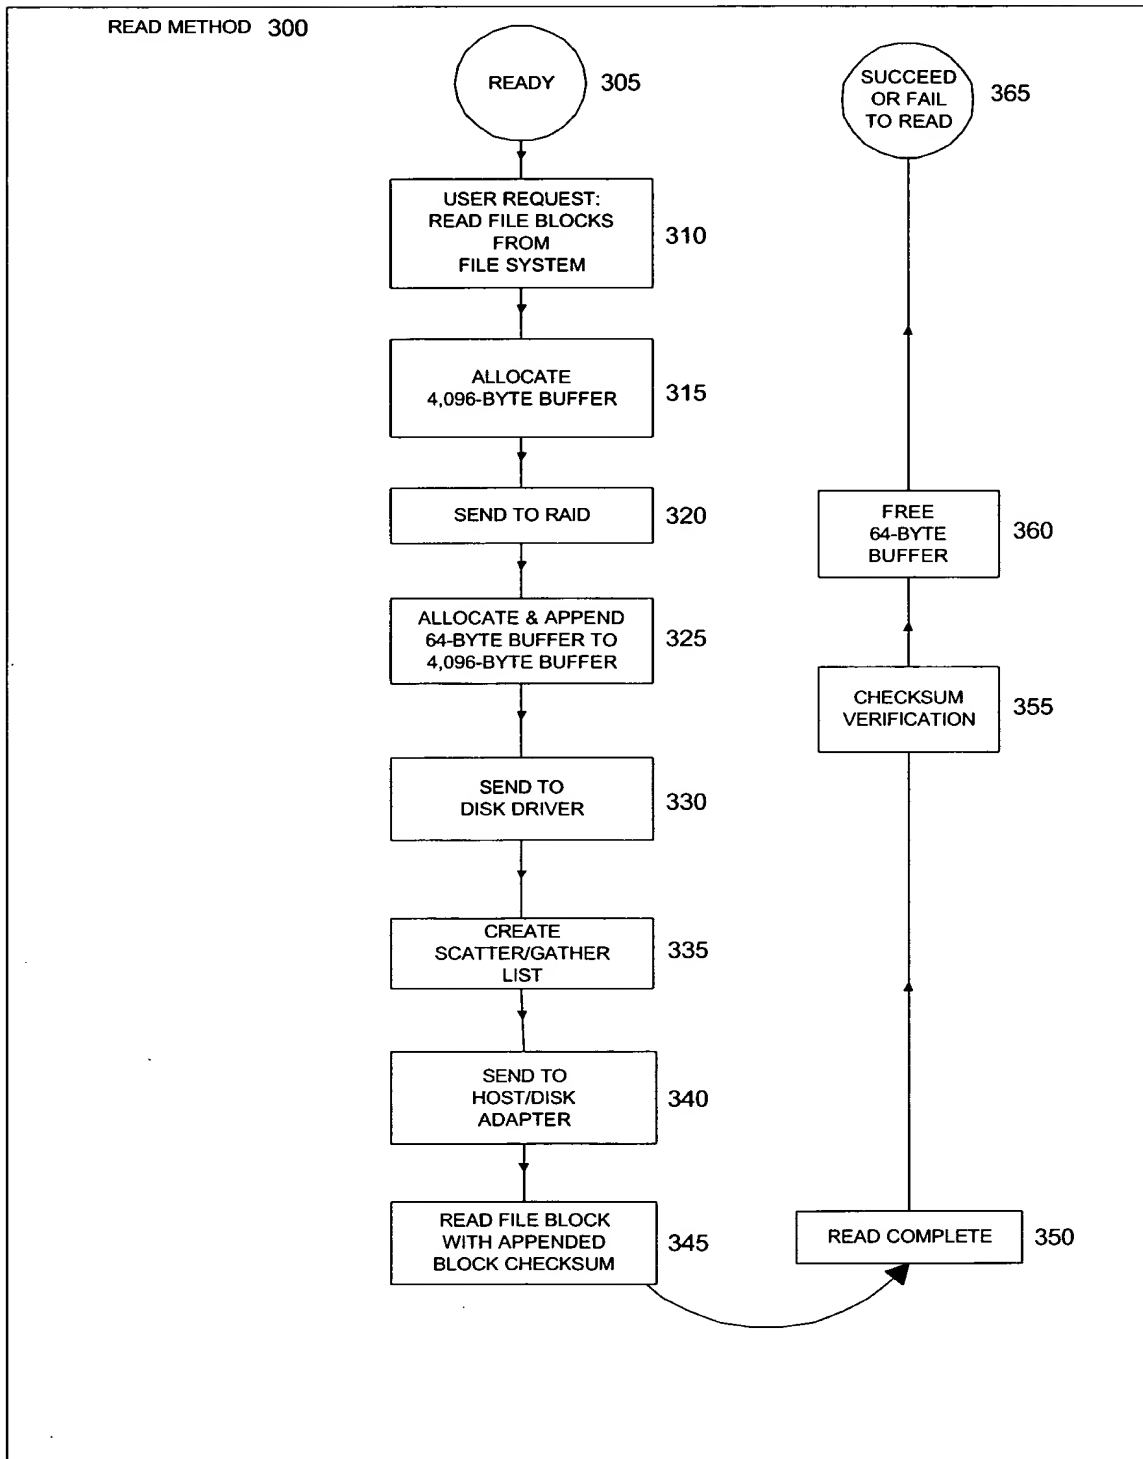 READ METHOD 300
READY
305
USER REQUEST:
READ FILE BLOCKS
FROM
FILE SYSTEM
310
ALLOCATE
4,096-BYTE BUFFER
315
SEND TO RAID
320
ALLOCATE & APPEND
64-BYTE BUFFER TO
4,096-BYTE BUFFER
325
SEND TO
DISK DRIVER
330
CREATE
SCATTER/GATHER
LIST
335
SEND TO
HOST/DISK
ADAPTER
340
READ FILE BLOCK
WITH APPENDED
BLOCK CHECKSUM
345
READ COMPLETE
350
CHECKSUM
VERIFICATION
355
FREE
64-BYTE
BUFFER
360
SUCCEED
OR FAIL
TO READ
365